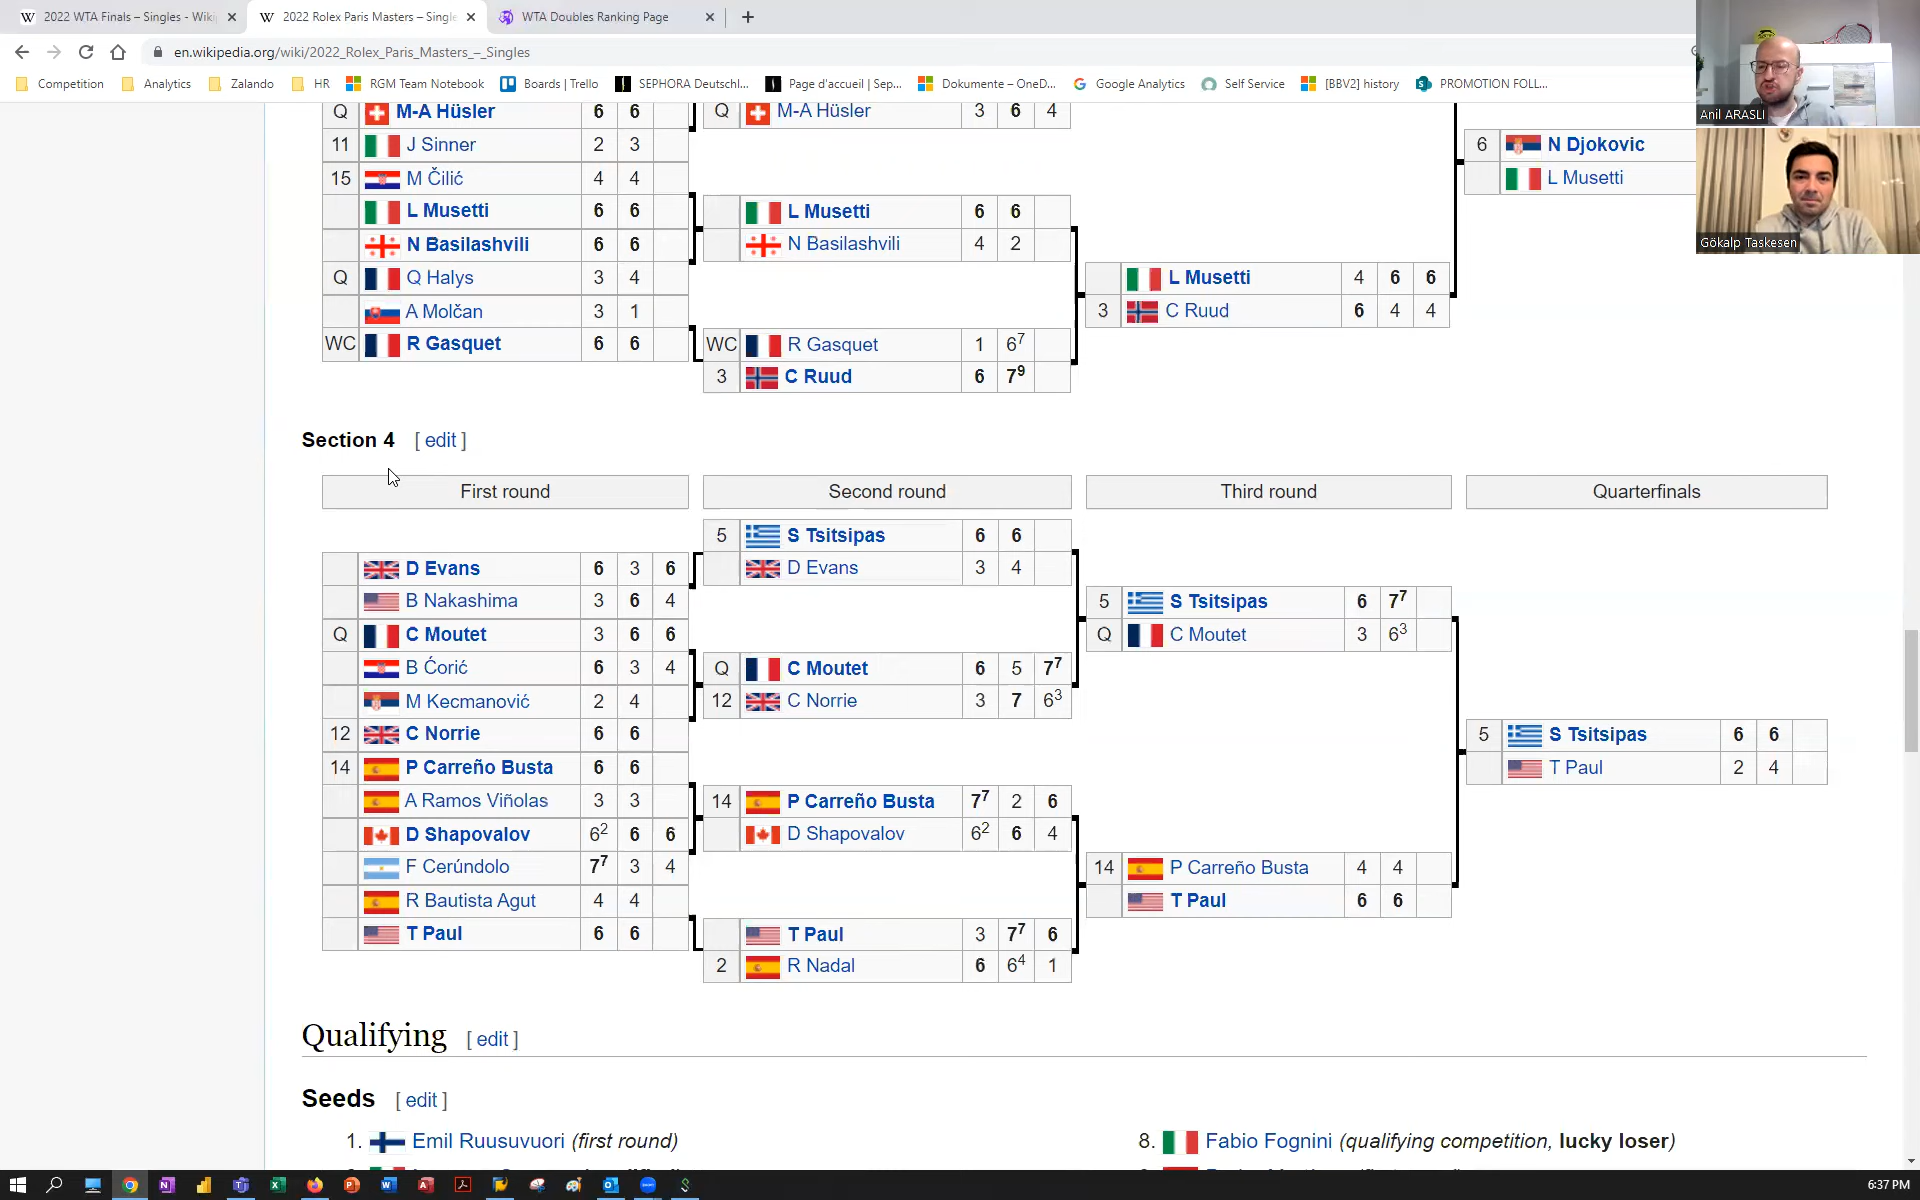 2022 WTA Finals – Singles - Wiki
2022 Rolex Paris Masters – Single
WTA Doubles Ranking Page
en.wikipedia.org/wiki/2022_Rolex_Paris_Masters_–_Singles
Competition
Analytics
Zalando
HR
RGM Team Notebook
Boards | Trello
SEPHORA Deutschl...
Page d'accueil | Sep...
Dokumente – OneD...
Google Analytics
Self Service
[BBV2] history
PROMOTION FOLL...
Anil ARASLI
Gökalp Taskesen
Q M-A Hüsler 6 6
11 J Sinner 2 3
15 M Čilić 4 4
L Musetti 6 6
N Basilashvili 6 6
Q Q Halys 3 4
A Molčan 3 1
WC R Gasquet 6 6
Q M-A Hüsler 3 6 4
L Musetti 6 6
N Basilashvili 4 2
WC R Gasquet 1 6⁷
3 C Ruud 6 7⁹
L Musetti 4 6 6
3 C Ruud 6 4 4
6 N Djokovic
L Musetti
Section 4 [ edit ]
First round
Second round
Third round
Quarterfinals
D Evans 6 3 6
B Nakashima 3 6 4
Q C Moutet 3 6 6
B Ćorić 6 3 4
M Kecmanović 2 4
12 C Norrie 6 6
14 P Carreño Busta 6 6
A Ramos Viñolas 3 3
D Shapovalov 6² 6 6
F Cerúndolo 7⁷ 3 4
R Bautista Agut 4 4
T Paul 6 6
5 S Tsitsipas 6 6
D Evans 3 4
Q C Moutet 6 5 7⁷
12 C Norrie 3 7 6³
14 P Carreño Busta 7⁷ 2 6
D Shapovalov 6² 6 4
T Paul 3 7⁷ 6
2 R Nadal 6 6⁴ 1
5 S Tsitsipas 6 7⁷
Q C Moutet 3 6³
14 P Carreño Busta 4 4
T Paul 6 6
5 S Tsitsipas 6 6
T Paul 2 4
Qualifying [ edit ]
Seeds [ edit ]
1. Emil Ruusuvuori (first round)
8. Fabio Fognini (qualifying competition, lucky loser)
6:37 PM